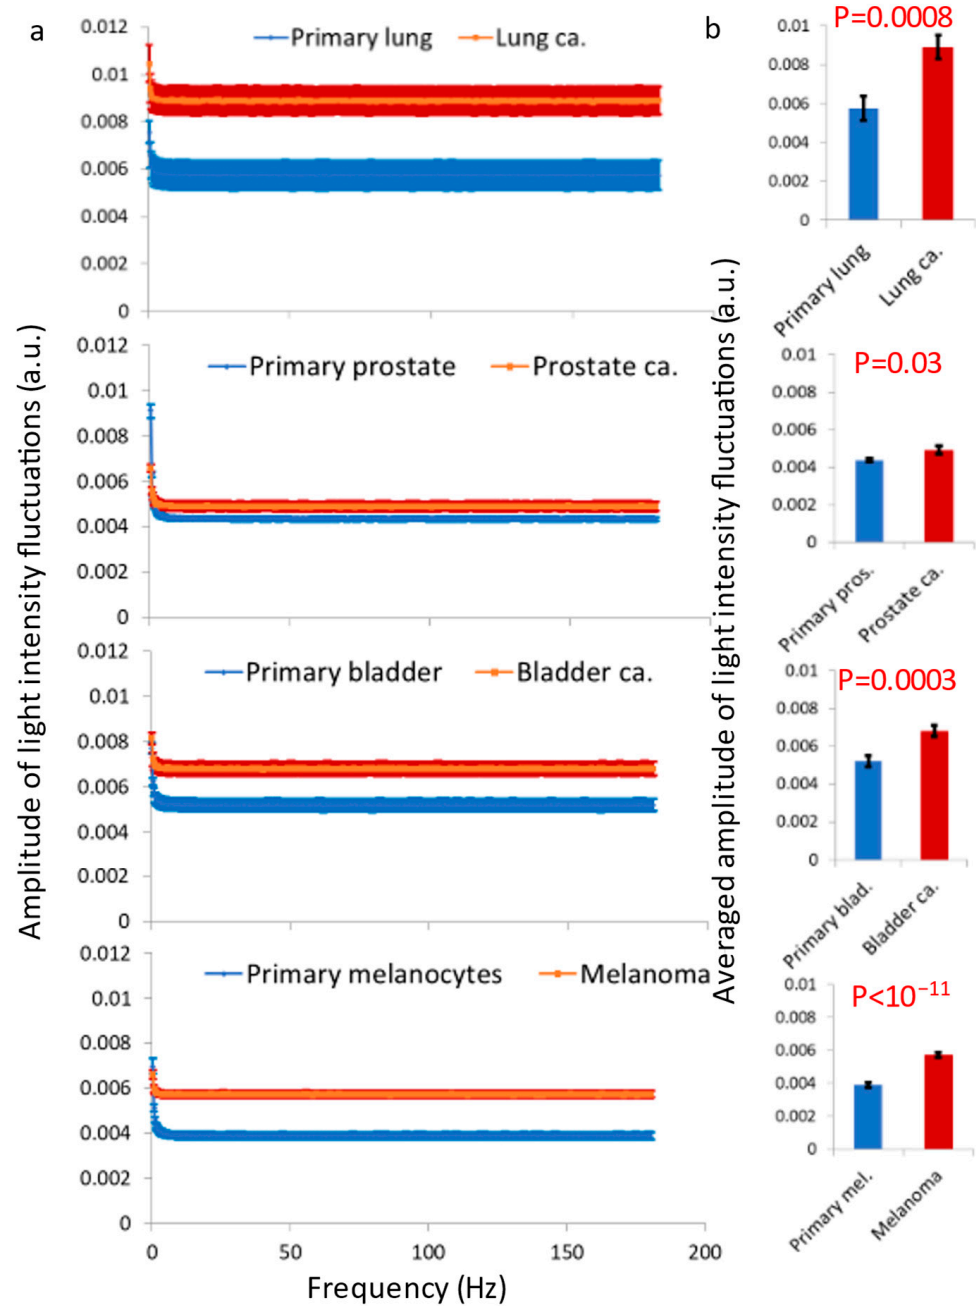 a
Primary lung
Lung ca.
0.012
0.01
0.008
0.006
0.004
0.002
0
Primary prostate
Prostate ca.
0.012
0.01
0.008
0.006
0.004
0.002
0
Primary bladder
Bladder ca.
0.012
0.01
0.008
0.006
0.004
0.002
0
Primary melanocytes
Melanoma
0.012
0.01
0.008
0.006
0.004
0.002
0
0 50 100 150 200
Frequency (Hz)
Amplitude of light intensity fluctuations (a.u.)
b
P=0.0008
0.01
0.008
0.006
0.004
0.002
0
Primary lung
Lung ca.
P=0.03
0.01
0.008
0.006
0.004
0.002
0
Primary pros.
Prostate ca.
P=0.0003
0.01
0.008
0.006
0.004
0.002
0
Primary blad.
Bladder ca.
P<10⁻¹¹
0.01
0.008
0.006
0.004
0.002
0
Primary mel.
Melanoma
Averaged amplitude of light intensity fluctuations (a.u.)